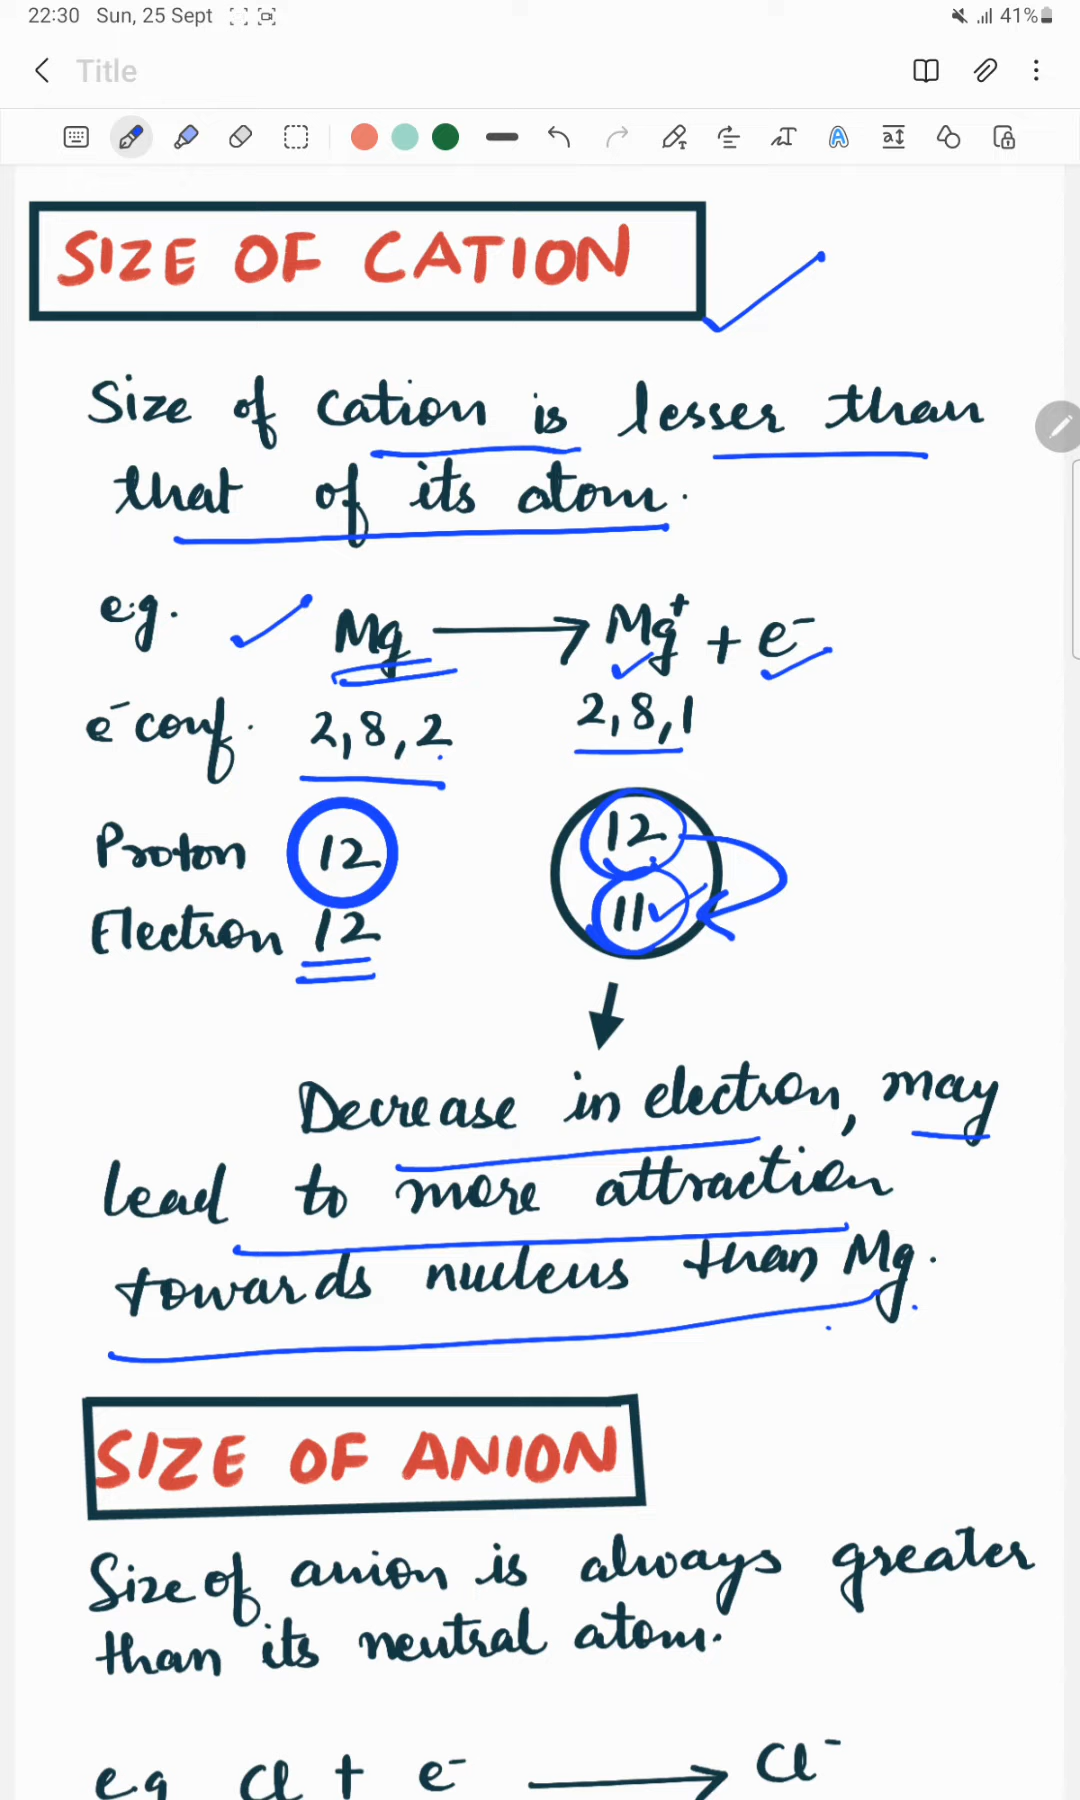 22:30 Sun, 25 Sept 41%
Title
SIZE OF CATION
Size of cation is lesser than
that of its atom.
e.g. Mg → Mg⁺ + e⁻
e⁻ conf. 2,8,2 2,8,1
Proton 12 12
Electron 12 11
Decrease in electron, may
lead to more attraction
towards nucleus than Mg.
SIZE OF ANION
Size of anion is always greater
than its neutral atom.
e.g Cl + e⁻ → Cl⁻